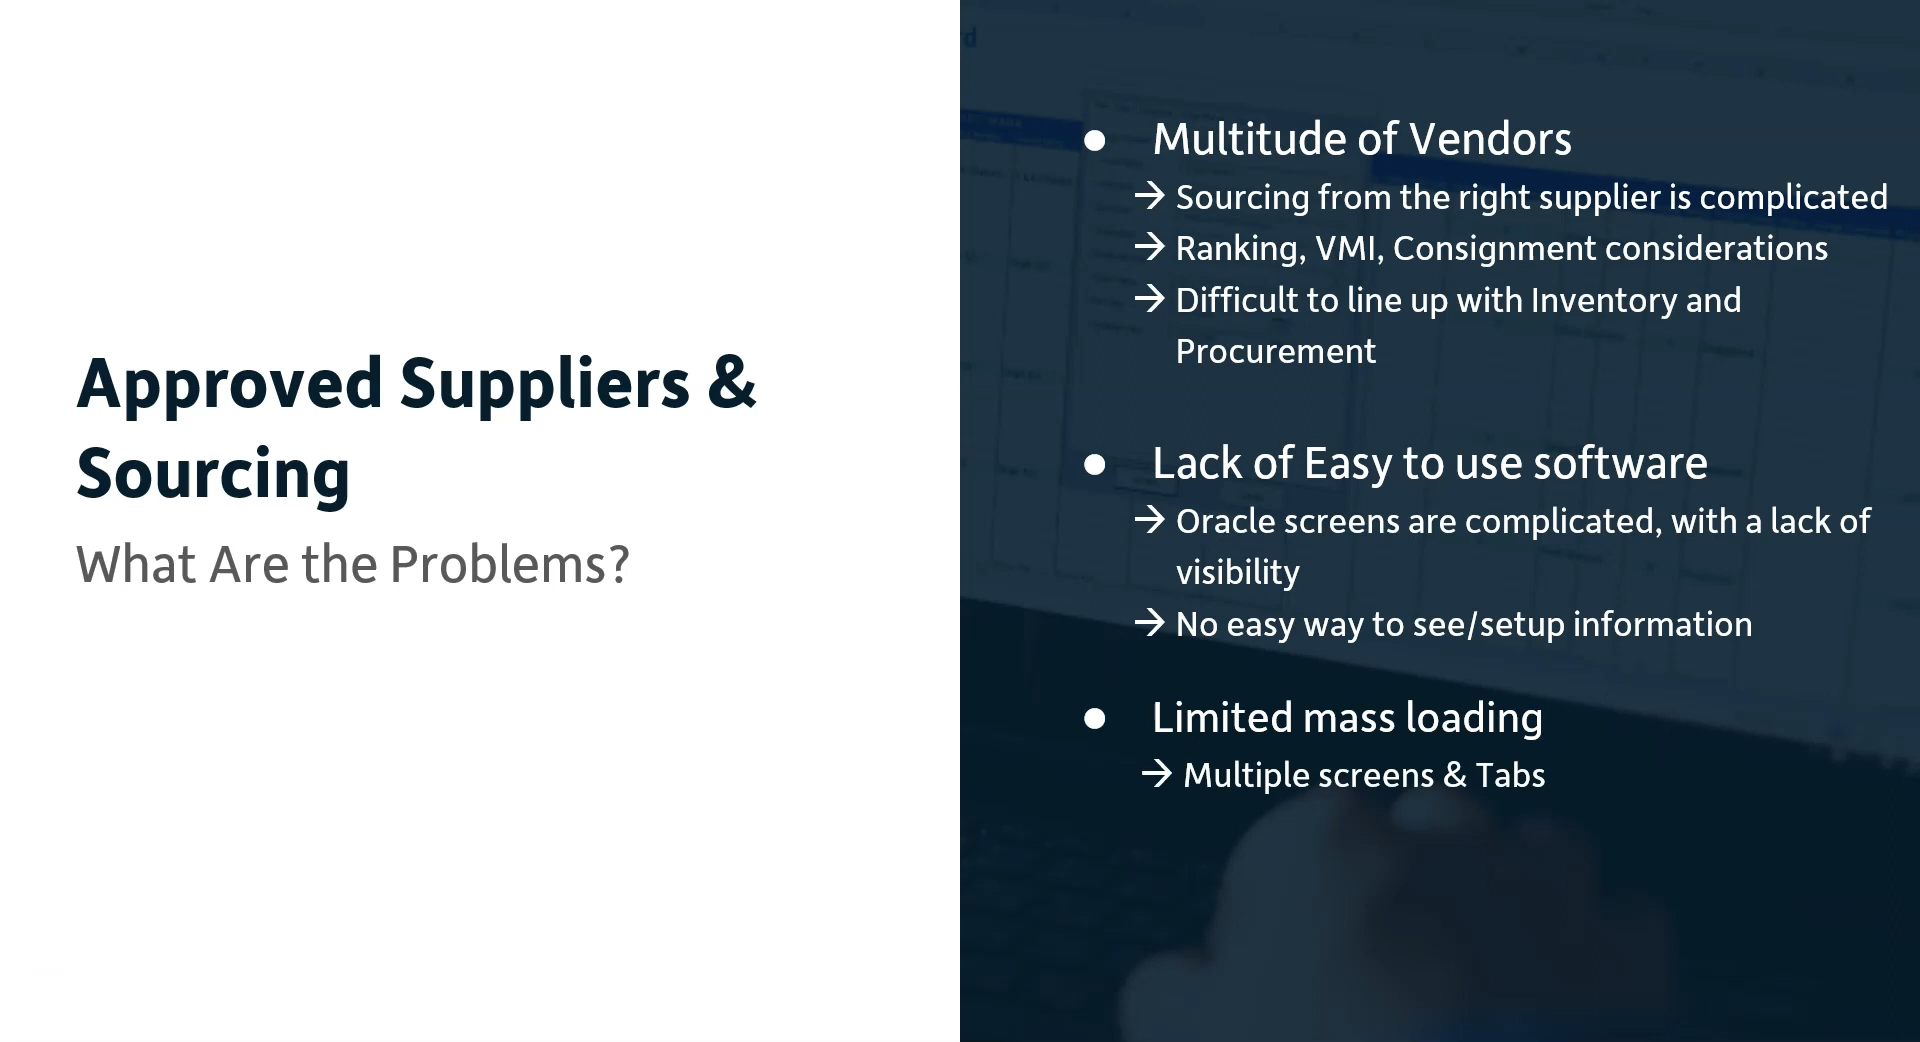 Approved Suppliers &
Sourcing
What Are the Problems?
● Multitude of Vendors
→ Sourcing from the right supplier is complicated
→ Ranking, VMI, Consignment considerations
→ Difficult to line up with Inventory and
Procurement
● Lack of Easy to use software
→ Oracle screens are complicated, with a lack of
visibility
→ No easy way to see/setup information
● Limited mass loading
→ Multiple screens & Tabs